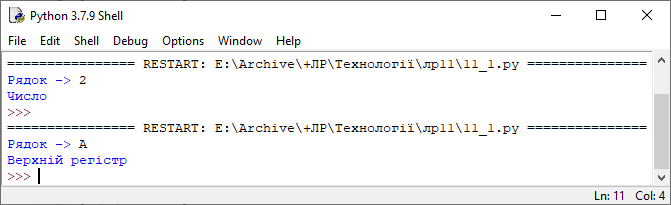 Python 3.7.9 Shell
File Edit Shell Debug Options Window Help
================ RESTART: E:\Archive\+ЛР\Технології\лр11\11_1.py ===============
Рядок -> 2
Число
>>>
================ RESTART: E:\Archive\+ЛР\Технології\лр11\11_1.py ===============
Рядок -> A
Верхній регістр
>>>
Ln: 11 Col: 4